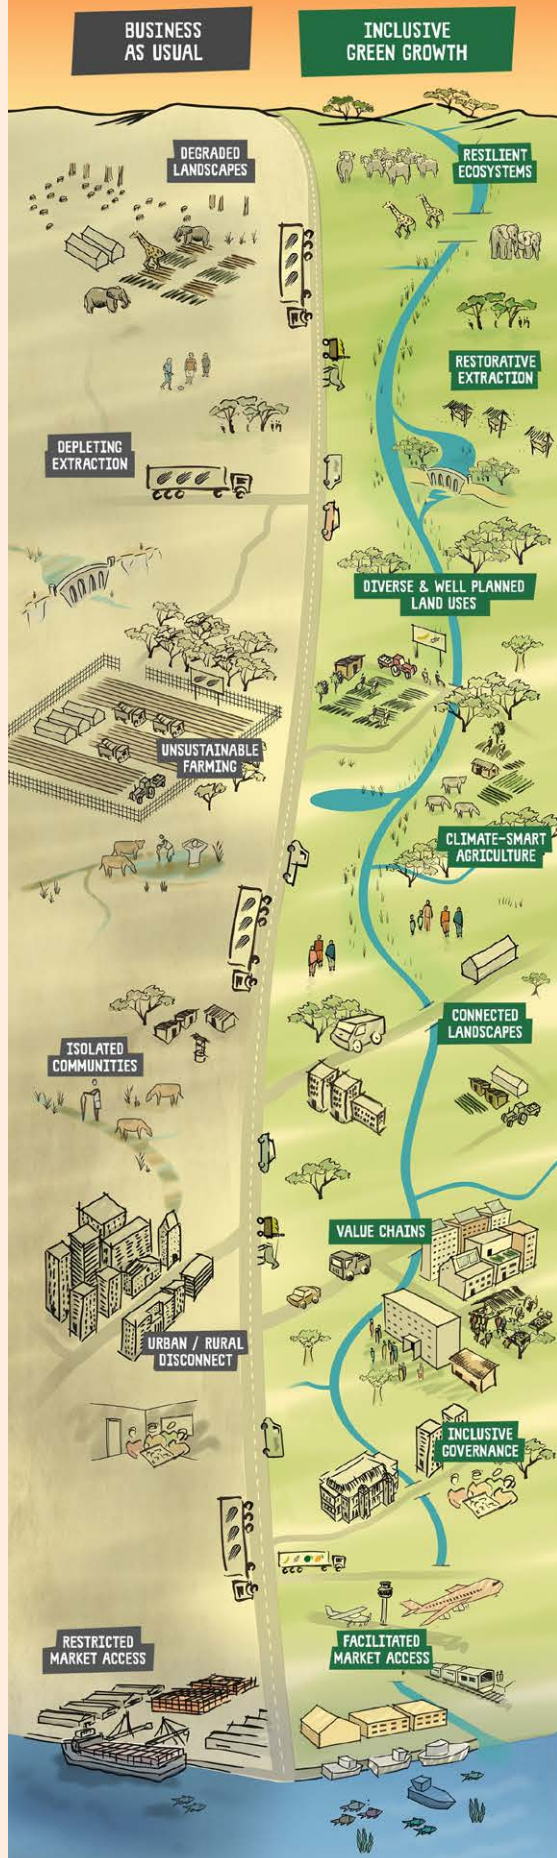 BUSINESS
AS USUAL
INCLUSIVE
GREEN GROWTH
DEGRADED
LANDSCAPES
RESILIENT
ECOSYSTEMS
RESTORATIVE
EXTRACTION
DEPLETING
EXTRACTION
DIVERSE & WELL PLANNED
LAND USES
UNSUSTAINABLE
FARMING
CLIMATE-SMART
AGRICULTURE
CONNECTED
LANDSCAPES
ISOLATED
COMMUNITIES
VALUE CHAINS
URBAN / RURAL
DISCONNECT
INCLUSIVE
GOVERNANCE
RESTRICTED
MARKET ACCESS
FACILITATED
MARKET ACCESS